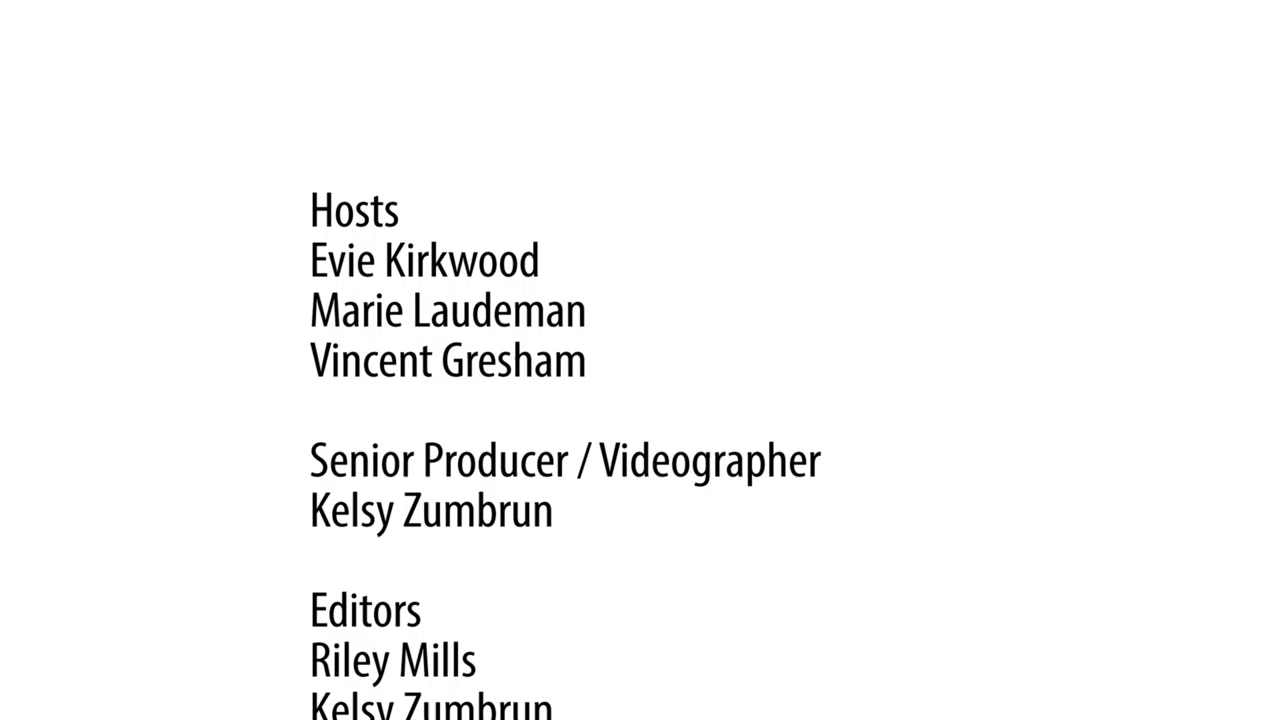 Hosts
Evie Kirkwood
Marie Laudeman
Vincent Gresham
Senior Producer / Videographer
Kelsy Zumbrun
Editors
Riley Mills
Kelsy Zumbrun